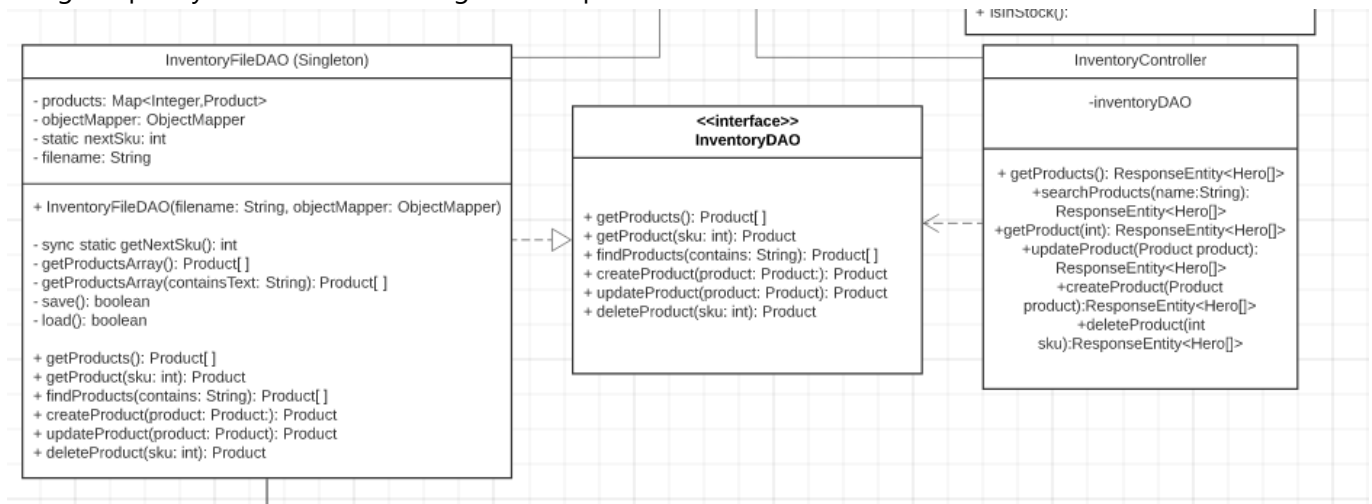 + isInStock():
InventoryFileDAO (Singleton)
- products: Map<Integer,Product>
- objectMapper: ObjectMapper
- static nextSku: int
- filename: String
+ InventoryFileDAO(filename: String, objectMapper: ObjectMapper)
- sync static getNextSku(): int
- getProductsArray(): Product[ ]
- getProductsArray(containsText: String): Product[ ]
- save(): boolean
- load(): boolean
+ getProducts(): Product[ ]
+ getProduct(sku: int): Product
+ findProducts(contains: String): Product[ ]
+ createProduct(product: Product:): Product
+ updateProduct(product: Product): Product
+ deleteProduct(sku: int): Product
<<interface>>
InventoryDAO
+ getProducts(): Product[ ]
+ getProduct(sku: int): Product
+ findProducts(contains: String): Product[ ]
+ createProduct(product: Product:): Product
+ updateProduct(product: Product): Product
+ deleteProduct(sku: int): Product
InventoryController
-inventoryDAO
+ getProducts(): ResponseEntity<Hero[]>
+searchProducts(name:String):
ResponseEntity<Hero[]>
+getProduct(int): ResponseEntity<Hero[]>
+updateProduct(Product product):
ResponseEntity<Hero[]>
+createProduct(Product
product):ResponseEntity<Hero[]>
+deleteProduct(int
sku):ResponseEntity<Hero[]>